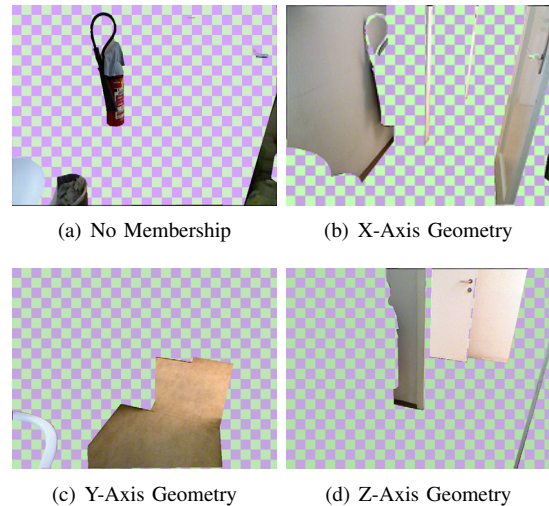 (a) No Membership
(b) X-Axis Geometry
(c) Y-Axis Geometry
(d) Z-Axis Geometry